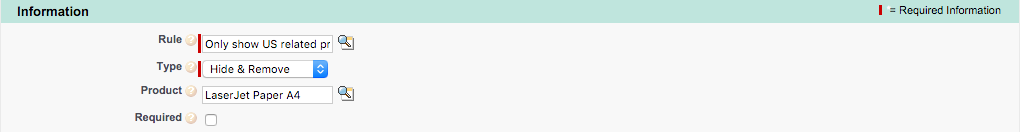 Information
= Required Information
Rule
Only show US related pr
Type
Hide & Remove
Product
LaserJet Paper A4
Required